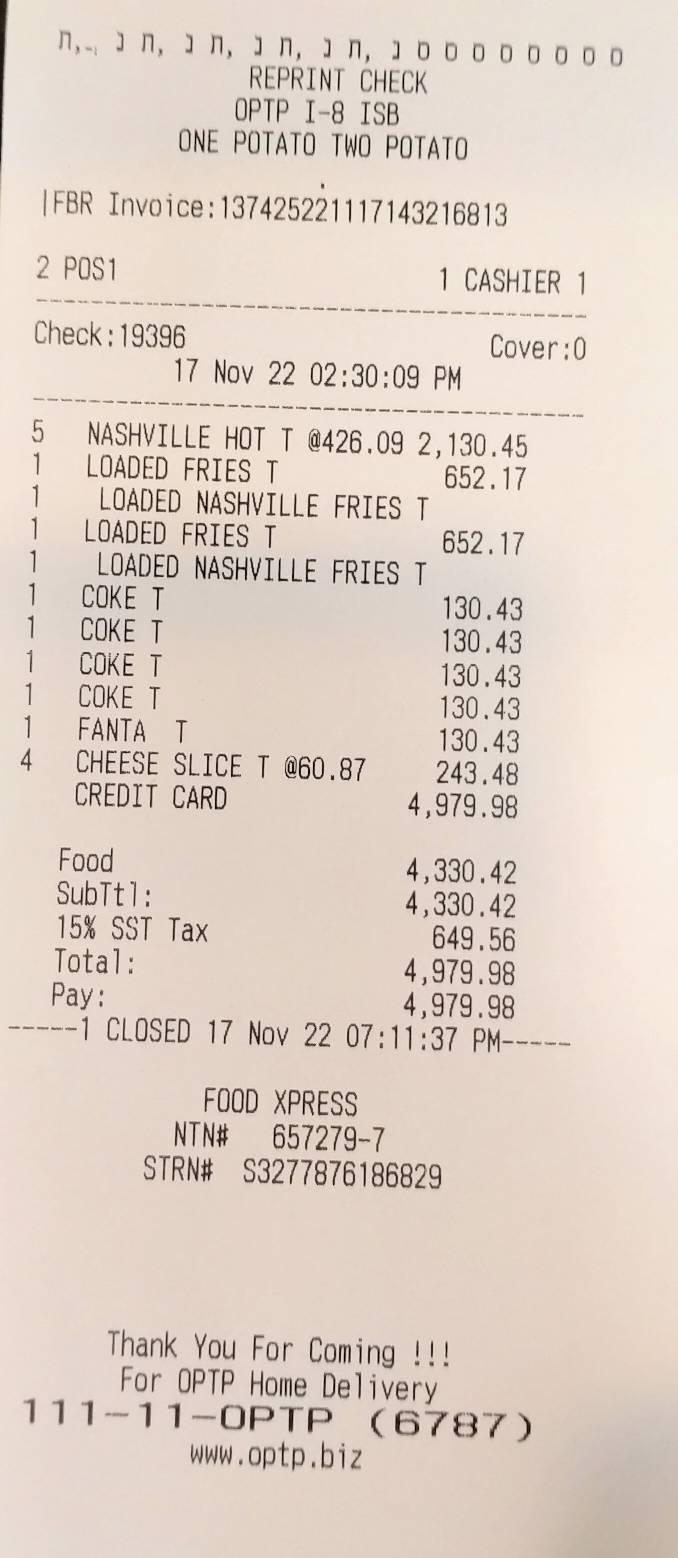 REPRINT CHECK
OPTP I-8 ISB
ONE POTATO TWO POTATO
|FBR Invoice:137425221117143216813
2 POS1 1 CASHIER 1
Check:19396 Cover:0
17 Nov 22 02:30:09 PM
5 NASHVILLE HOT T @426.09 2,130.45
1 LOADED FRIES T 652.17
1 LOADED NASHVILLE FRIES T
1 LOADED FRIES T 652.17
1 LOADED NASHVILLE FRIES T
1 COKE T 130.43
1 COKE T 130.43
1 COKE T 130.43
1 COKE T 130.43
1 FANTA T 130.43
4 CHEESE SLICE T @60.87 243.48
CREDIT CARD 4,979.98
Food 4,330.42
SubTtl: 4,330.42
15% SST Tax 649.56
Total: 4,979.98
Pay: 4,979.98
-----1 CLOSED 17 Nov 22 07:11:37 PM-----
FOOD XPRESS
NTN# 657279-7
STRN# S3277876186829
Thank You For Coming !!!
For OPTP Home Delivery
111-11-OPTP (6787)
www.optp.biz